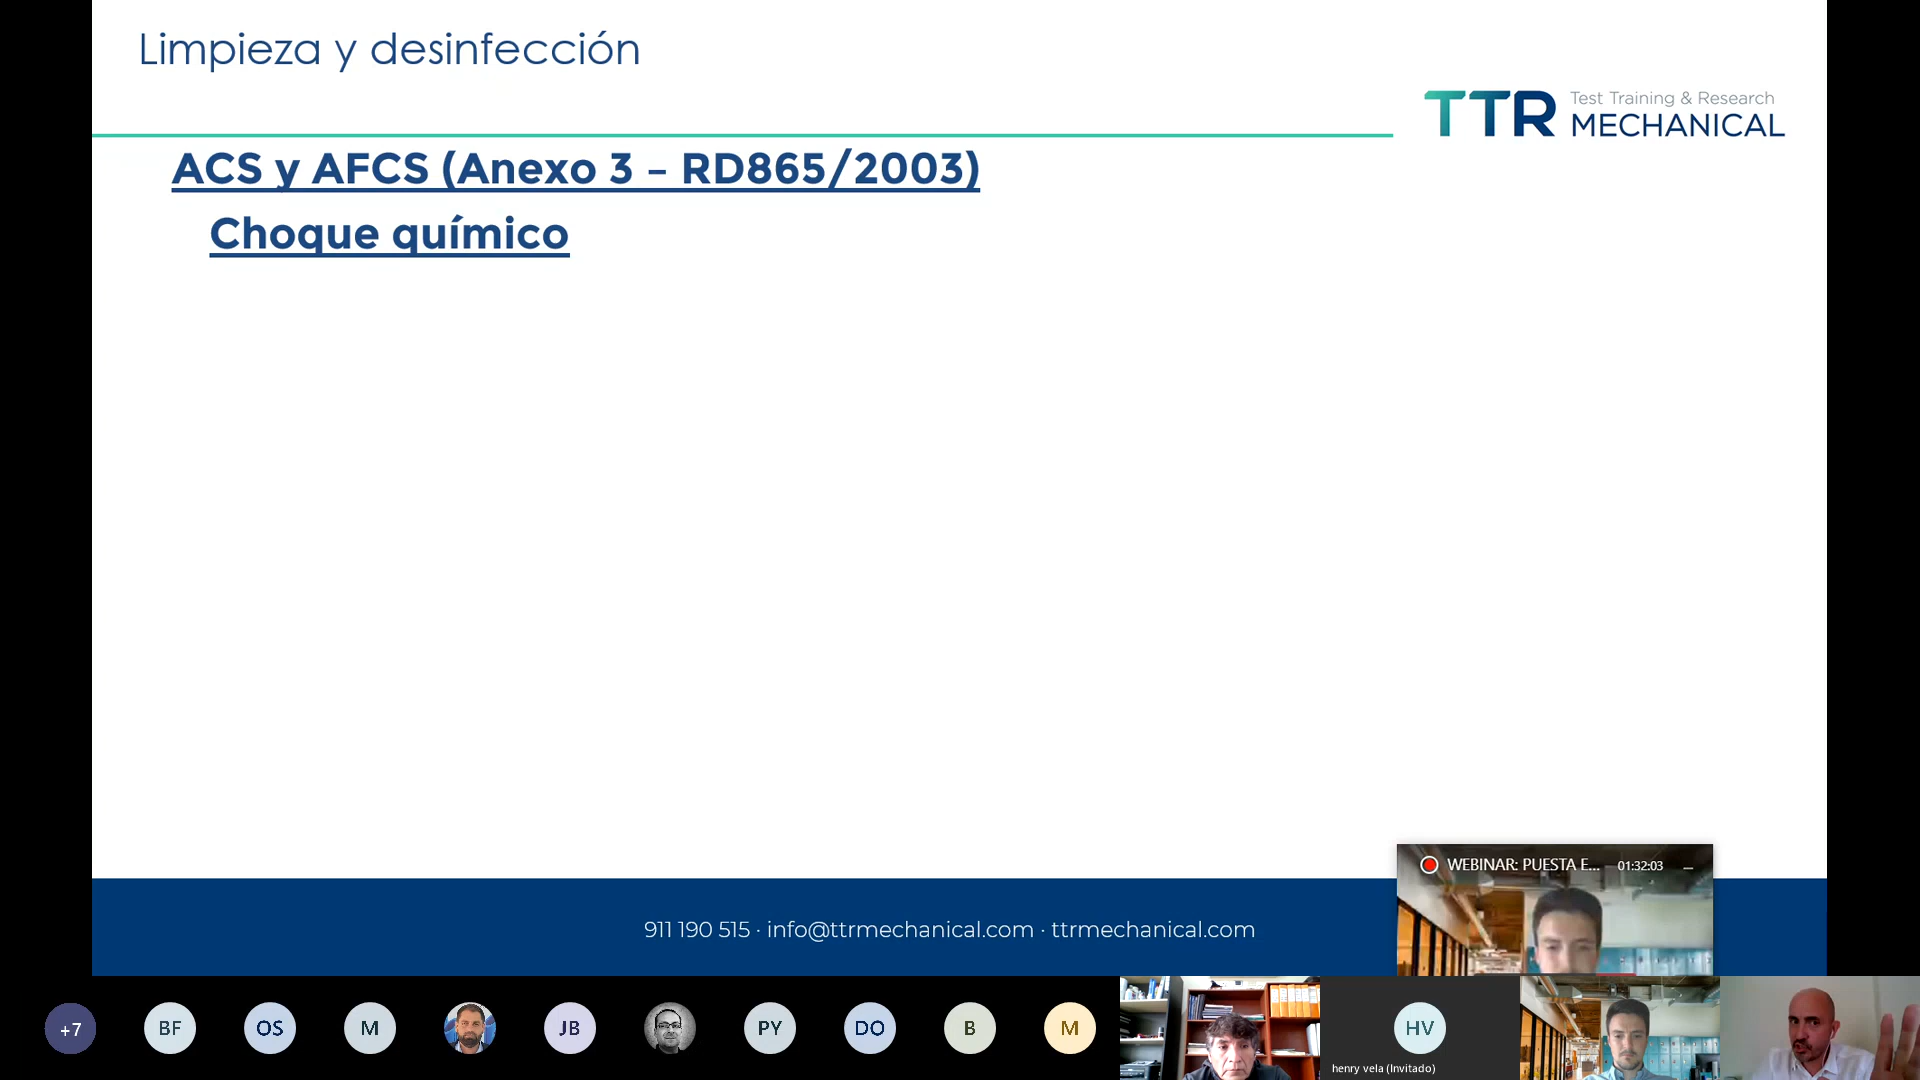 Limpieza y desinfección
TTR Test Training & Research
MECHANICAL
ACS y AFCS (Anexo 3 – RD865/2003)
Choque químico
WEBINAR: PUESTA E... 01:32:03
911 190 515 · info@ttrmechanical.com · ttrmechanical.com
+7 BF OS M JB PY DO B M HV
henry vela (Invitado)